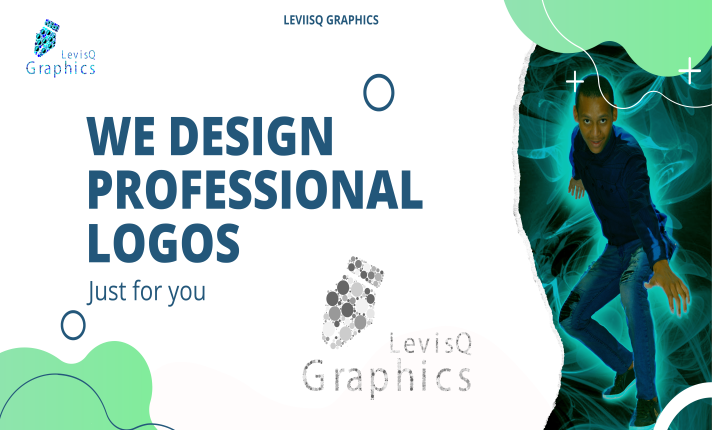 LEVIISQ GRAPHICS
LevisQ
Graphics
WE DESIGN
PROFESSIONAL
LOGOS
Just for you
LevisQ
Graphics